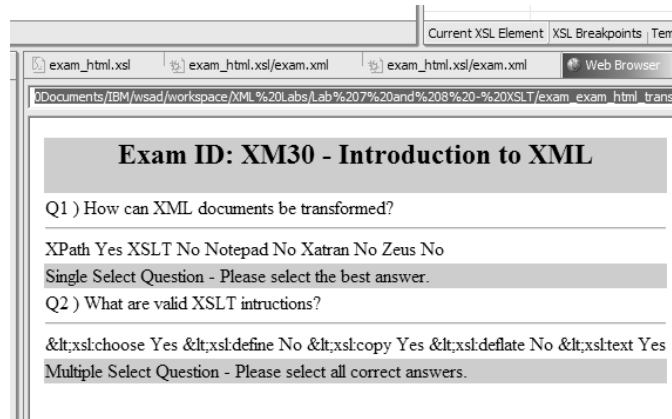 Current XSL Element XSL Breakpoints Tem
exam_html.xsl exam_html.xsl/exam.xml exam_html.xsl/exam.xml Web Browser
0Documents/IBM/wsad/workspace/XML%20Labs/Lab%207%20and%208%20-%20XSLT/exam_exam_html_trans
Exam ID: XM30 - Introduction to XML
Q1 ) How can XML documents be transformed?
XPath Yes XSLT No Notepad No Xatran No Zeus No
Single Select Question - Please select the best answer.
Q2 ) What are valid XSLT intructions?
&lt;xsl:choose Yes &lt;xsl:define No &lt;xsl:copy Yes &lt;xsl:deflate No &lt;xsl:text Yes
Multiple Select Question - Please select all correct answers.